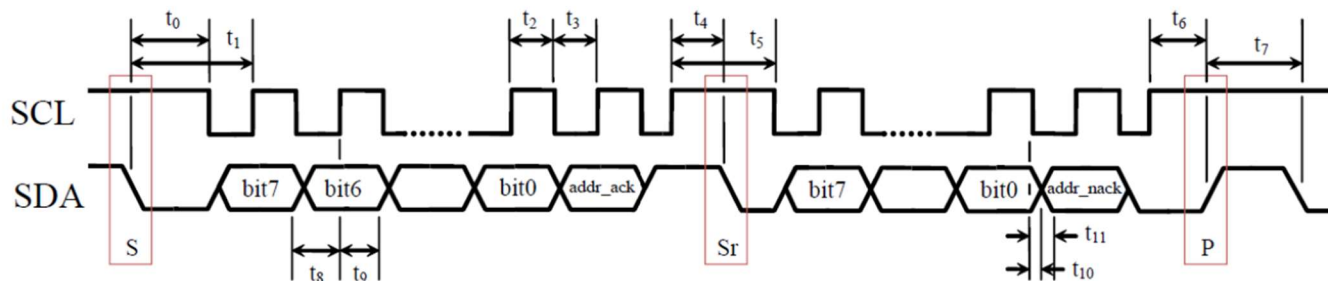 t₀ t₁ t₂ t₃ t₄ t₅ t₆ t₇
SCL
SDA bit7 bit6 bit0 addr_ack bit7 bit0 addr_nack
S Sr P
t₈ t₉ t₁₁
t₁₀